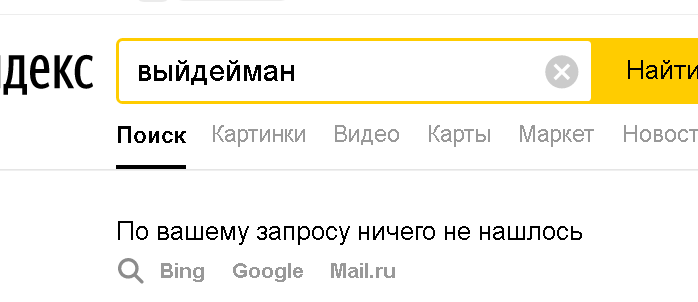 ндекс выйдейман Найти
Поиск Картинки Видео Карты Маркет Новост
По вашему запросу ничего не нашлось
Bing Google Mail.ru